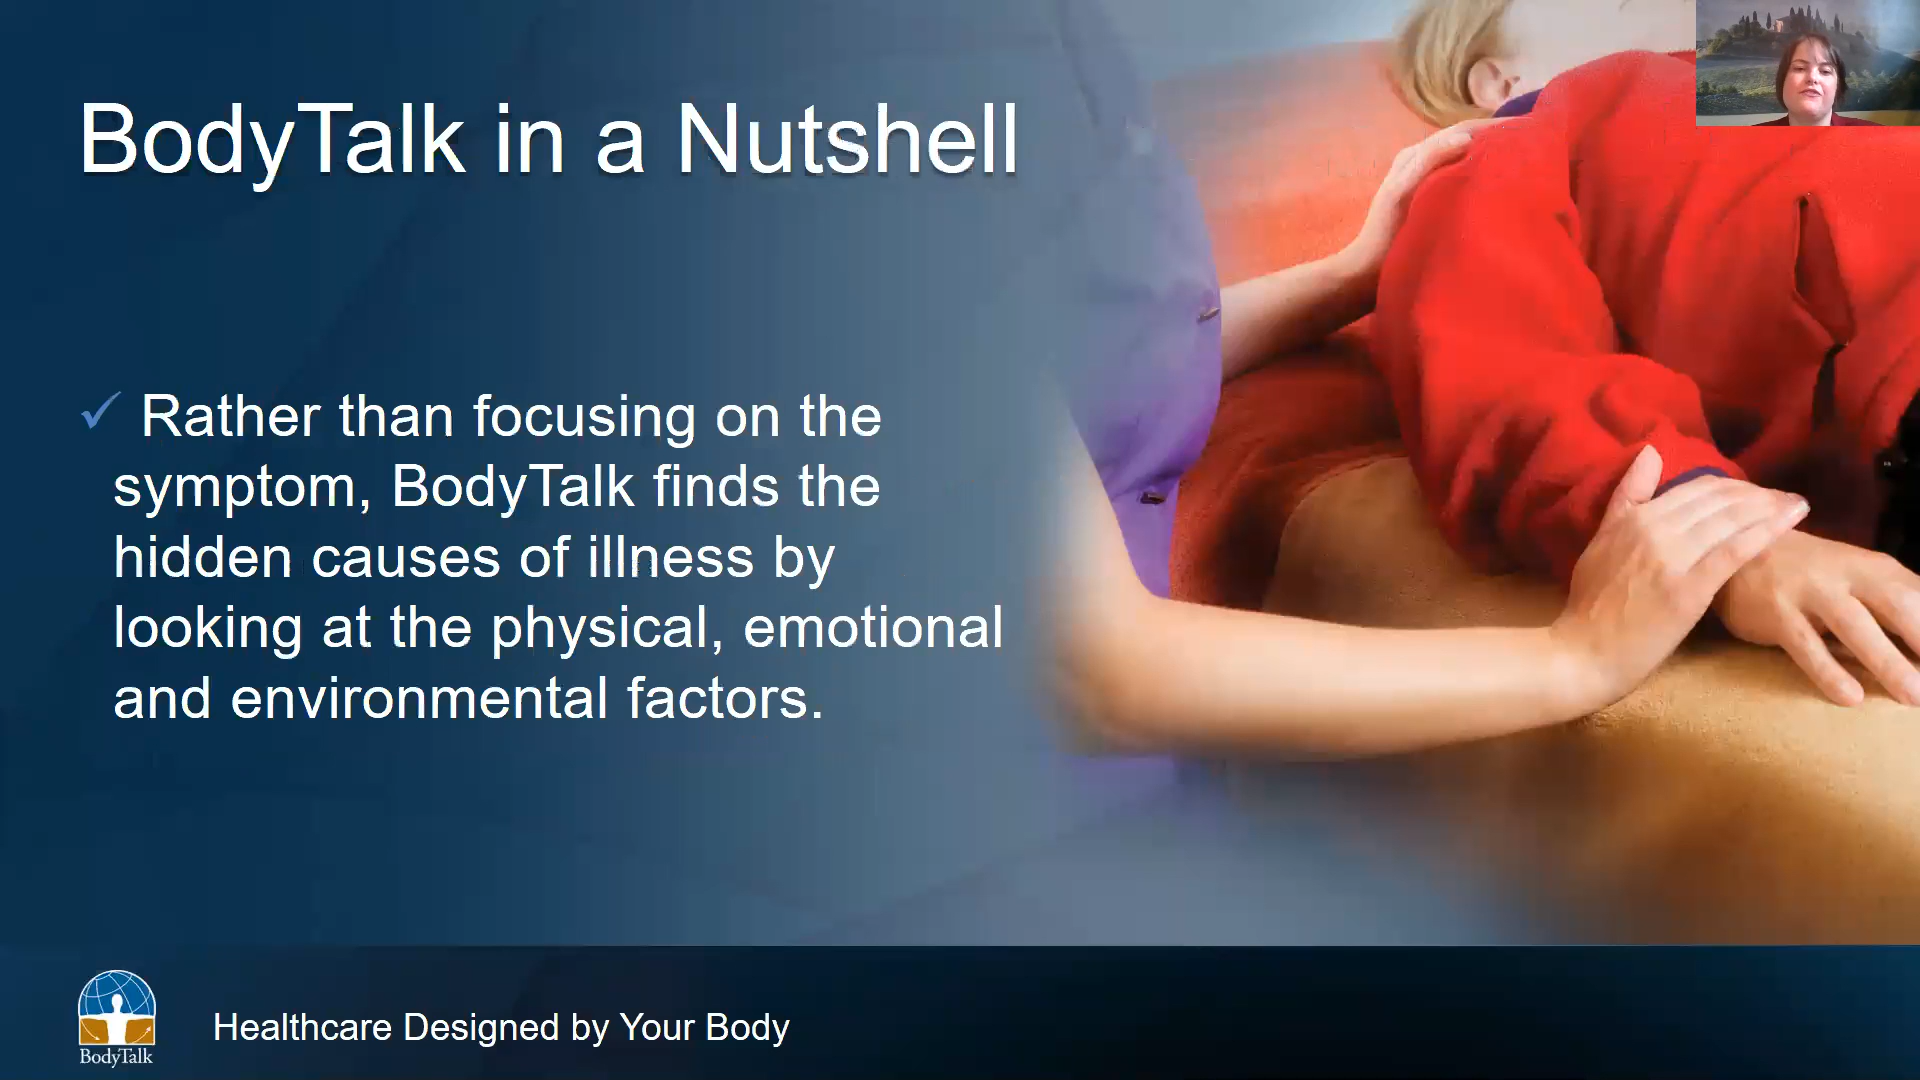 BodyTalk in a Nutshell
✓ Rather than focusing on the
symptom, BodyTalk finds the
hidden causes of illness by
looking at the physical, emotional
and environmental factors.
BodyTalk
Healthcare Designed by Your Body